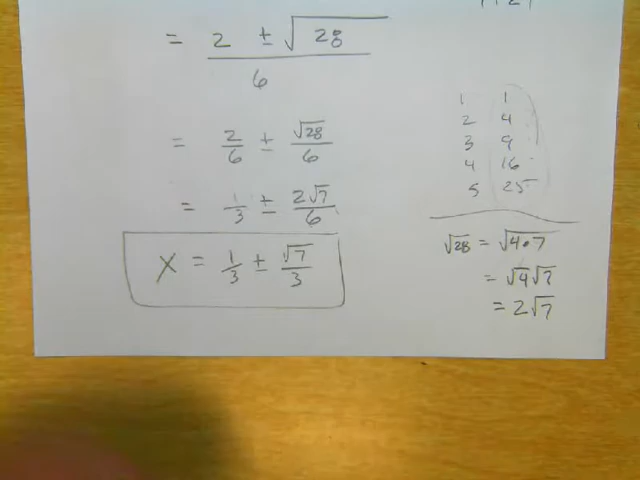 = 2 ± √28
6
= 2/6 ± √28/6
= 1/3 ± 2√7/6
X = 1/3 ± √7/3
1 1
2 4
3 9
4 16
5 25
√28 = √4•7
= √4√7
= 2√7